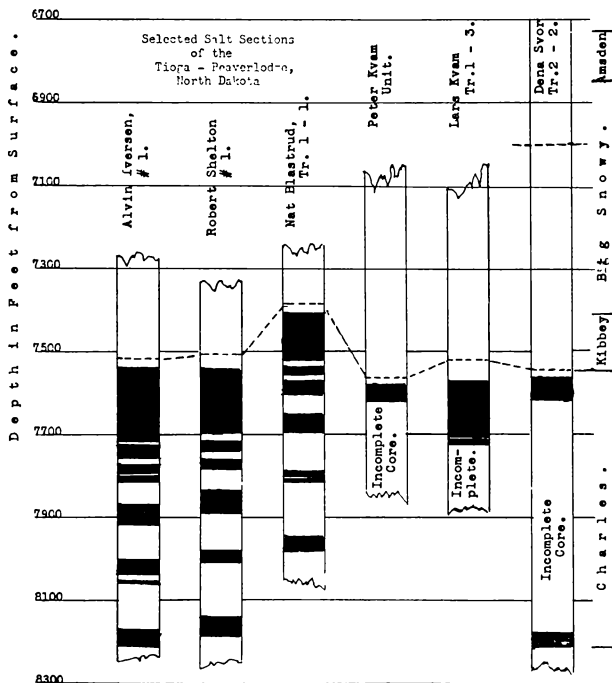 Depth in Feet from Surface.
6700
6900
7100
7300
7500
7700
7900
8100
8300
Selected Salt Sections
of the
Tioga - Beaverlodge,
North Dakota
Alvin Iversen,
# 1.
Robert Shelton
# 1.
Nat Blastrud,
Tr. 1 - 1.
Peter Kvam
Unit.
Lars Kvam
Tr.1 - 3.
Dena Svor
Tr.2 - 2.
Incomplete
Core.
Incom-
plete.
Incomplete
Core.
Amsden
Big Snowy.
Kibbey
Charles.